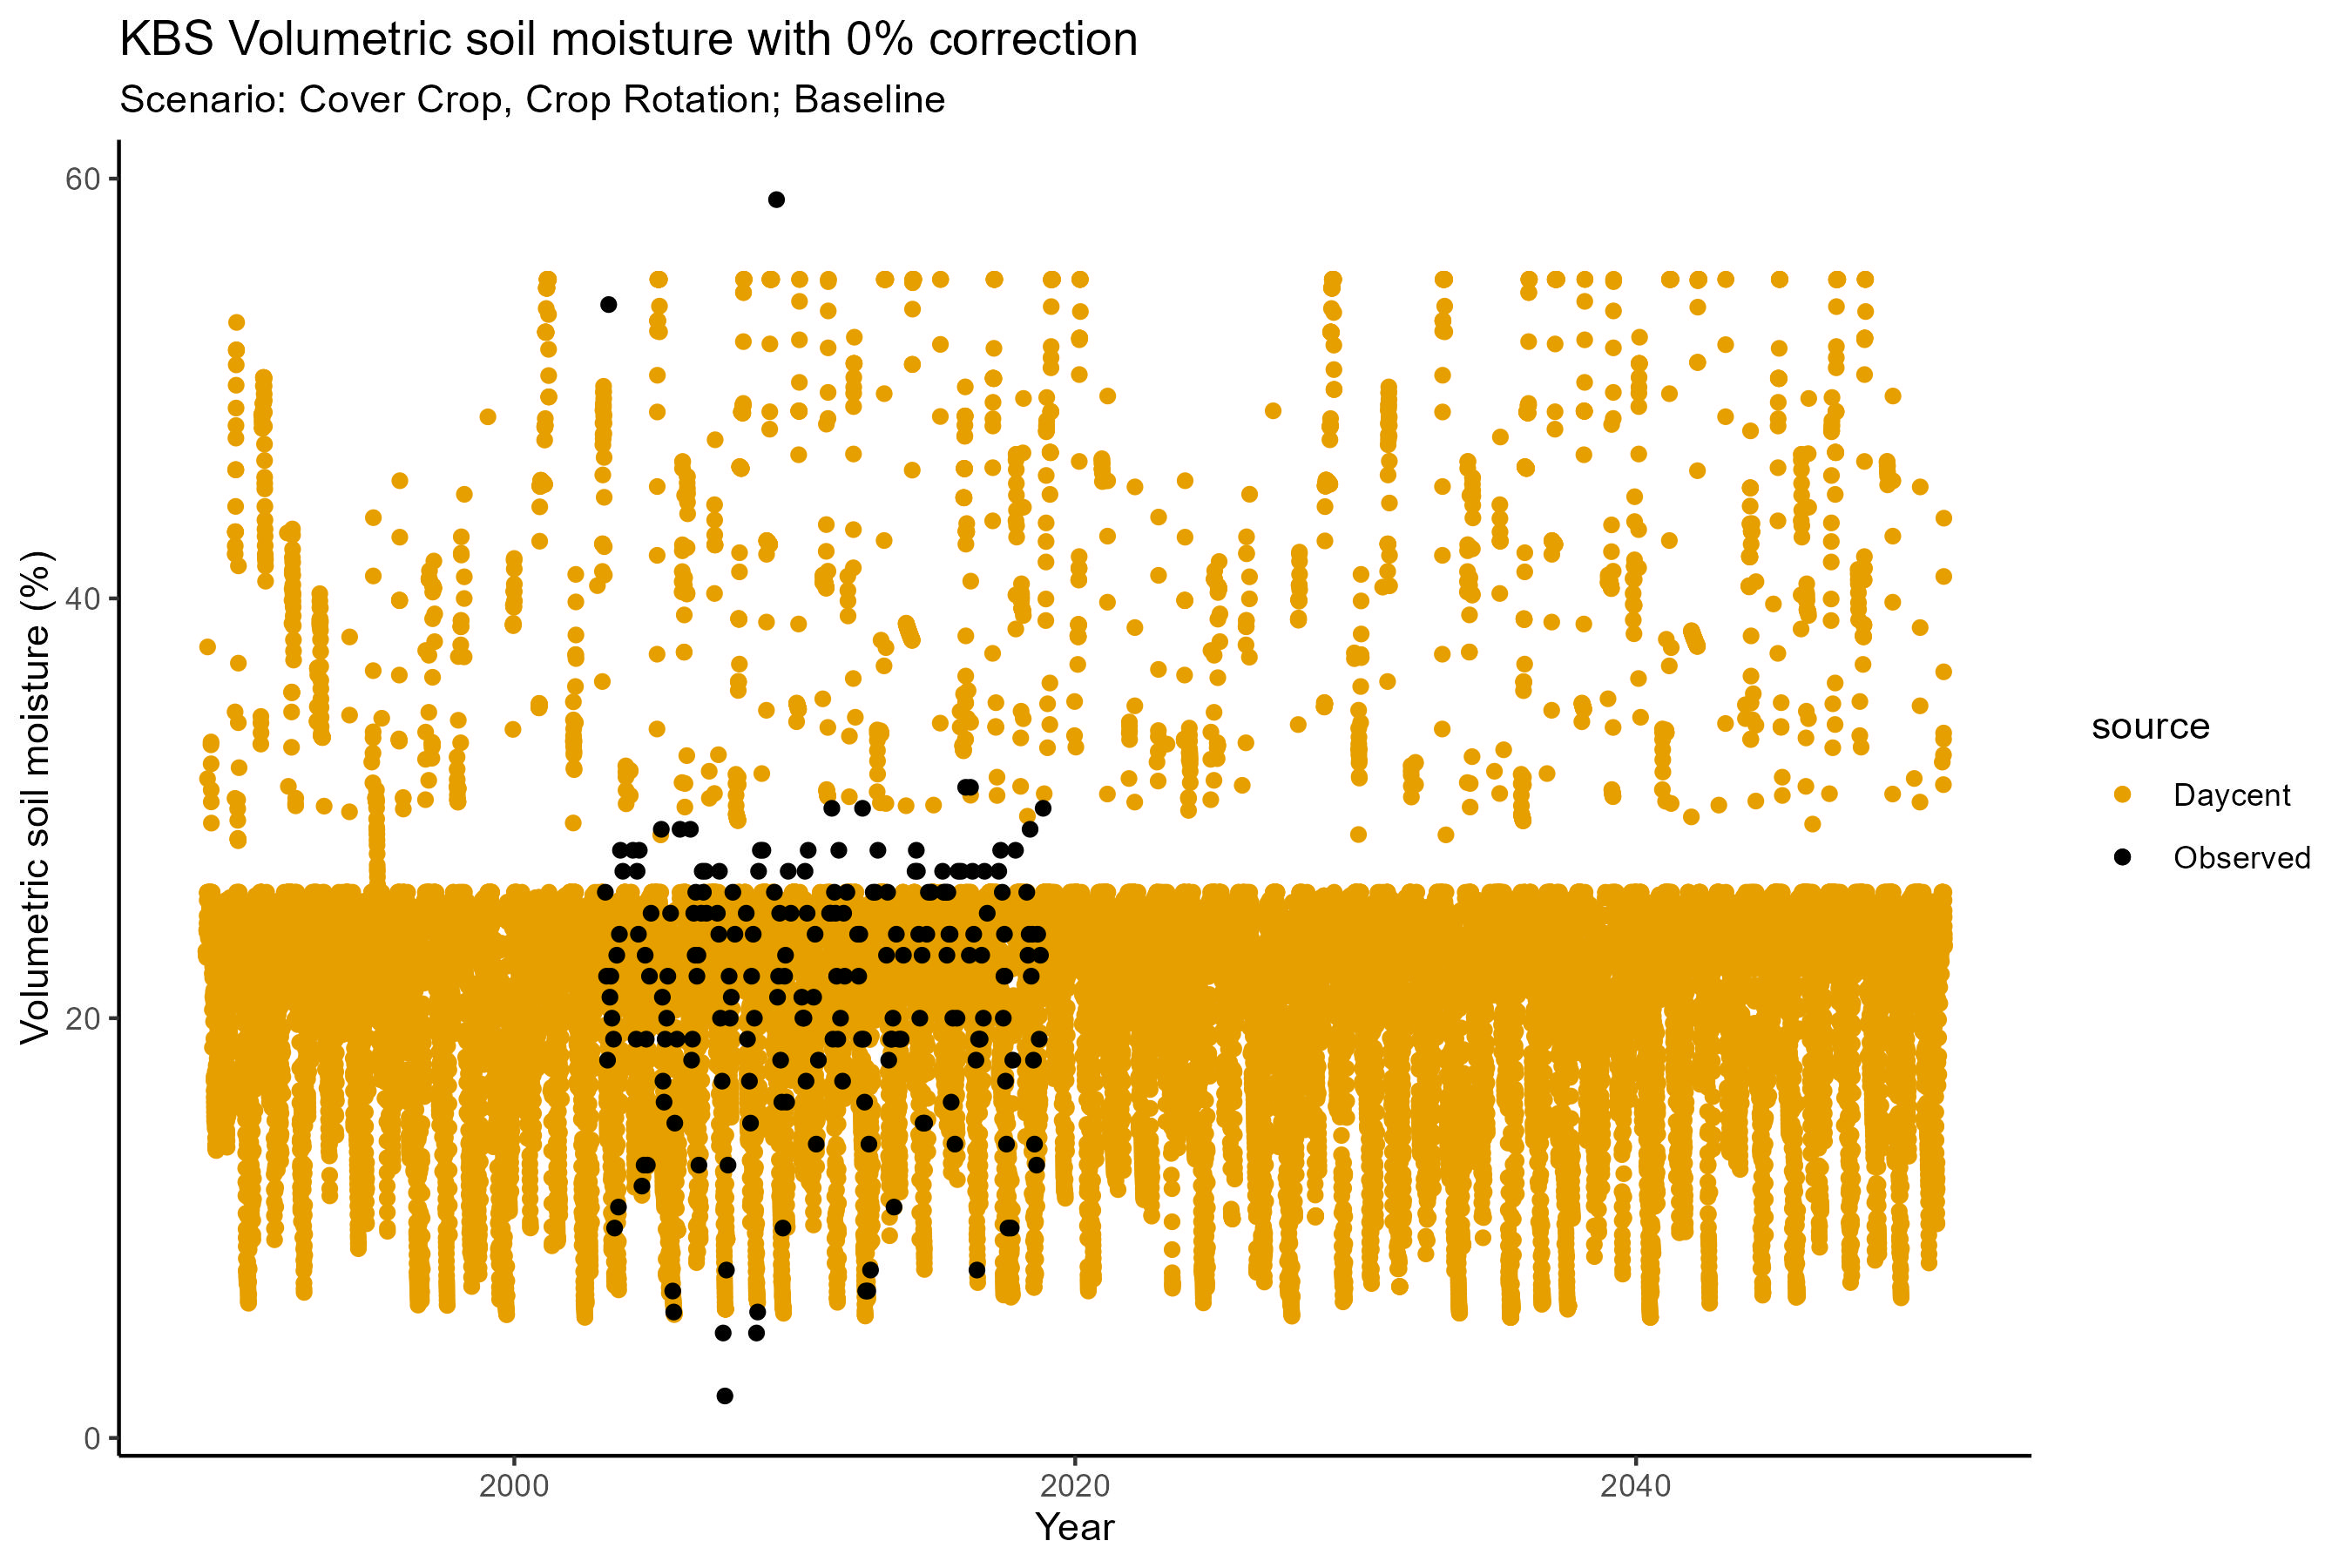 KBS Volumetric soil moisture with 0% correction
Scenario: Cover Crop, Crop Rotation; Baseline
Volumetric soil moisture (%)
60
40
20
0
2000
2020
2040
Year
source
Daycent
Observed